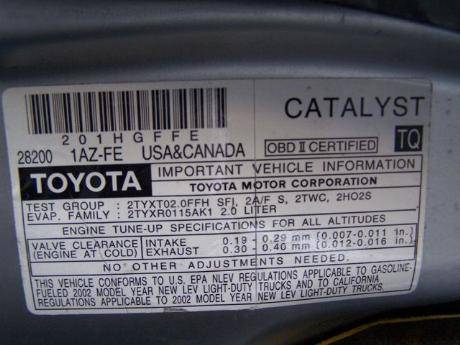 201HGFFE
CATALYST
28200 1AZ-FE USA&CANADA OBD II CERTIFIED TQ
TOYOTA IMPORTANT VEHICLE INFORMATION
TOYOTA MOTOR CORPORATION
TEST GROUP : 2TYXT02.0FFH SFI, 2A/F S, 2TWC, 2HO2S
EVAP. FAMILY : 2TYXR0115AK1 2.0 LITER
ENGINE TUNE-UP SPECIFICATIONS FOR ALL ALTITUDES
VALVE CLEARANCE INTAKE 0.19 - 0.29 mm (0.007-0.011 in.)
(ENGINE AT COLD) EXHAUST 0.30 - 0.40 mm (0.012-0.016 in.)
NO OTHER ADJUSTMENTS NEEDED.
THIS VEHICLE CONFORMS TO U.S. EPA NLEV REGULATIONS APPLICABLE TO GASOLINE-
FUELED 2002 MODEL YEAR NEW LEV LIGHT-DUTY TRUCKS AND TO CALIFORNIA
REGULATIONS APPLICABLE TO 2002 MODEL YEAR NEW LEV LIGHT-DUTY TRUCKS.